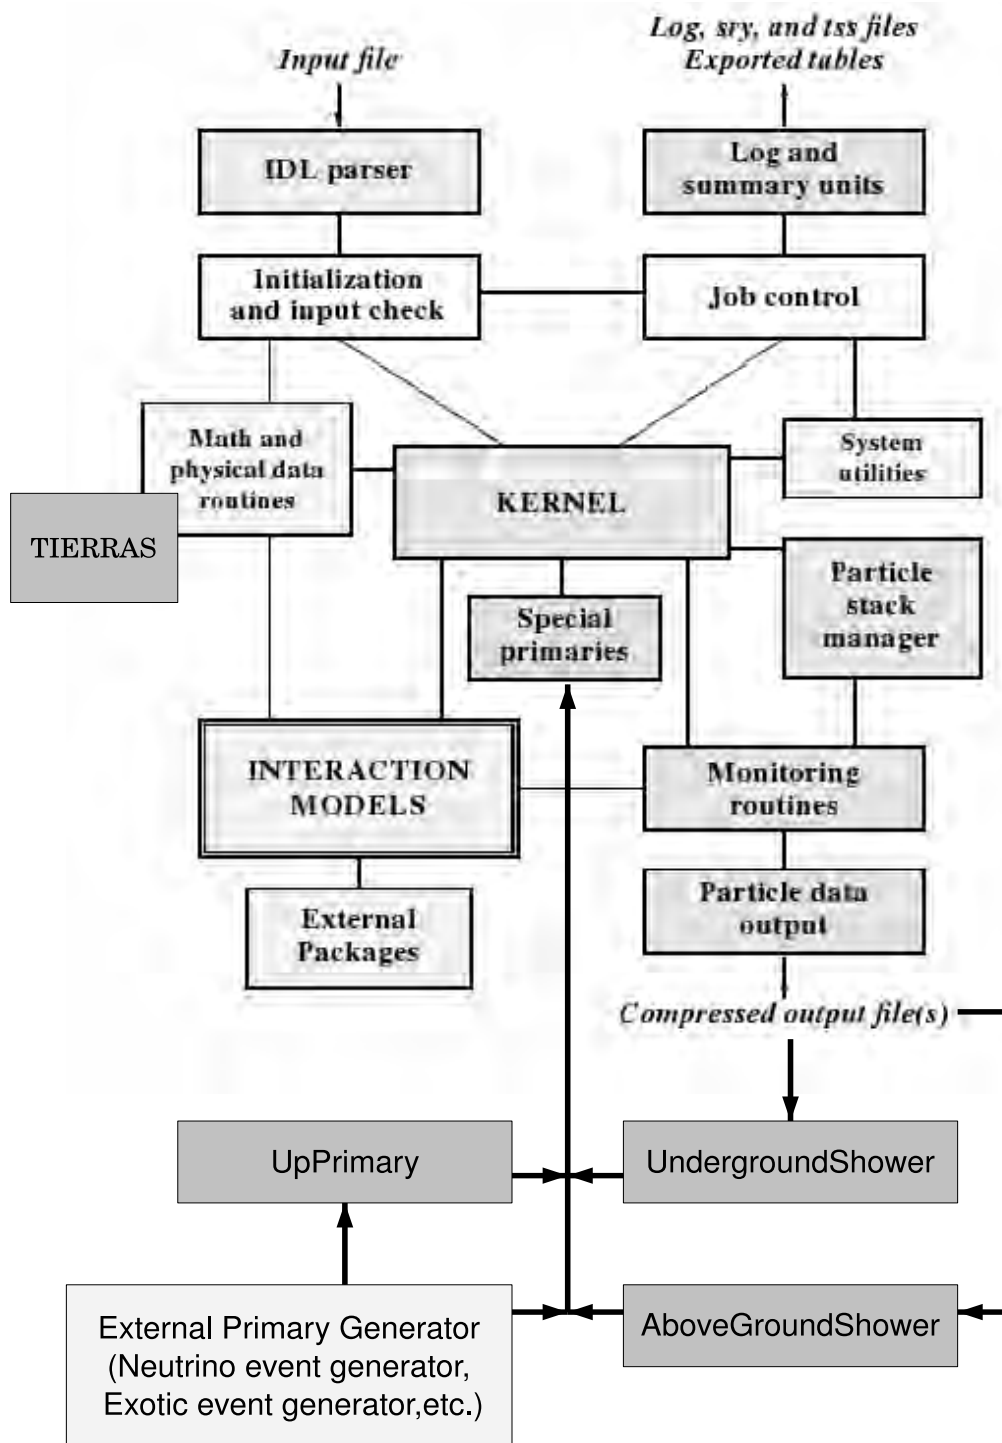 Input file
Log, sry, and tss files
Exported tables
IDL parser
Log and
summary units
Initialization
and input check
Job control
Math and
physical data
routines
System
utilities
KERNEL
TIERRAS
Particle
stack
manager
Special
primaries
INTERACTION
MODELS
Monitoring
routines
External
Packages
Particle data
output
Compressed output file(s)
UpPrimary
UndergroundShower
External Primary Generator
(Neutrino event generator,
Exotic event generator,etc.)
AboveGroundShower